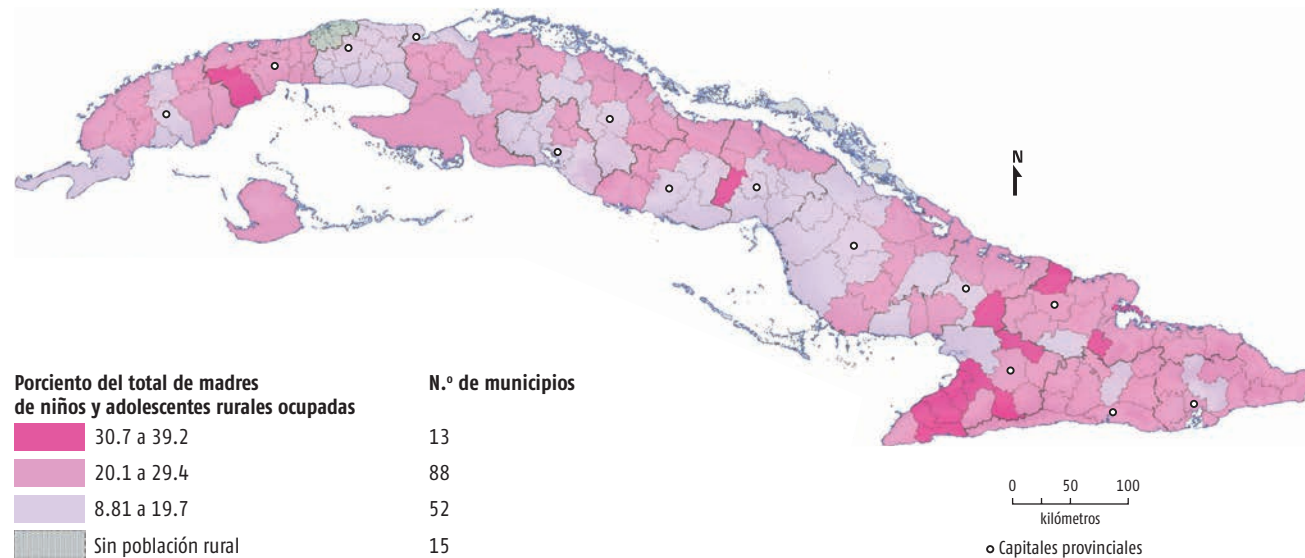 N
Porciento del total de madres
de niños y adolescentes rurales ocupadas
N.º de municipios
30.7 a 39.2 13
20.1 a 29.4 88
8.81 a 19.7 52
Sin población rural 15
0 50 100
kilómetros
Capitales provinciales